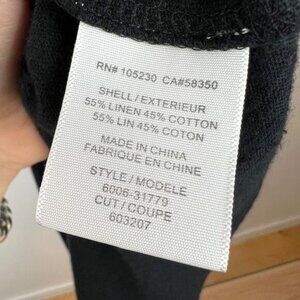 RN# 105230 CA#58350
SHELL / EXTERIEUR
55% LINEN 45% COTTON
55% LIN 45% COTON
MADE IN CHINA
FABRIQUE EN CHINE
STYLE / MODELE
6006-31779
CUT / COUPE
603207